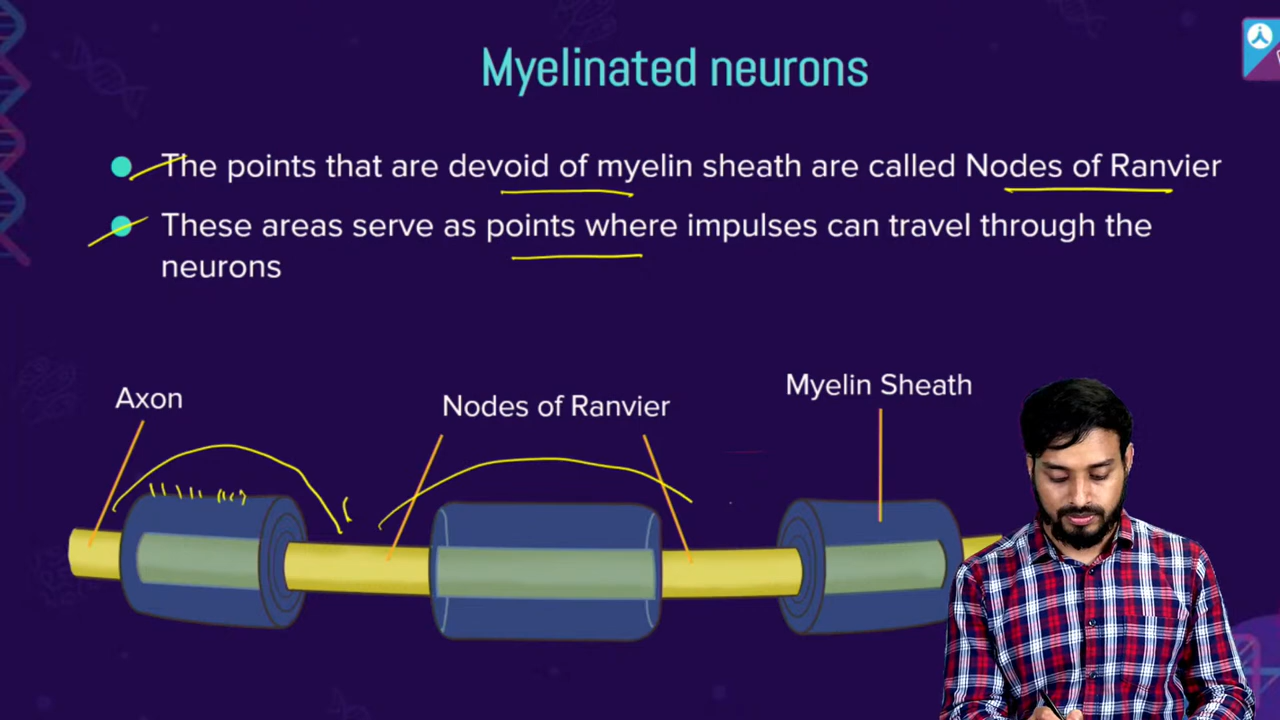 Myelinated neurons
The points that are devoid of myelin sheath are called Nodes of Ranvier
These areas serve as points where impulses can travel through the
neurons
Axon
Nodes of Ranvier
Myelin Sheath